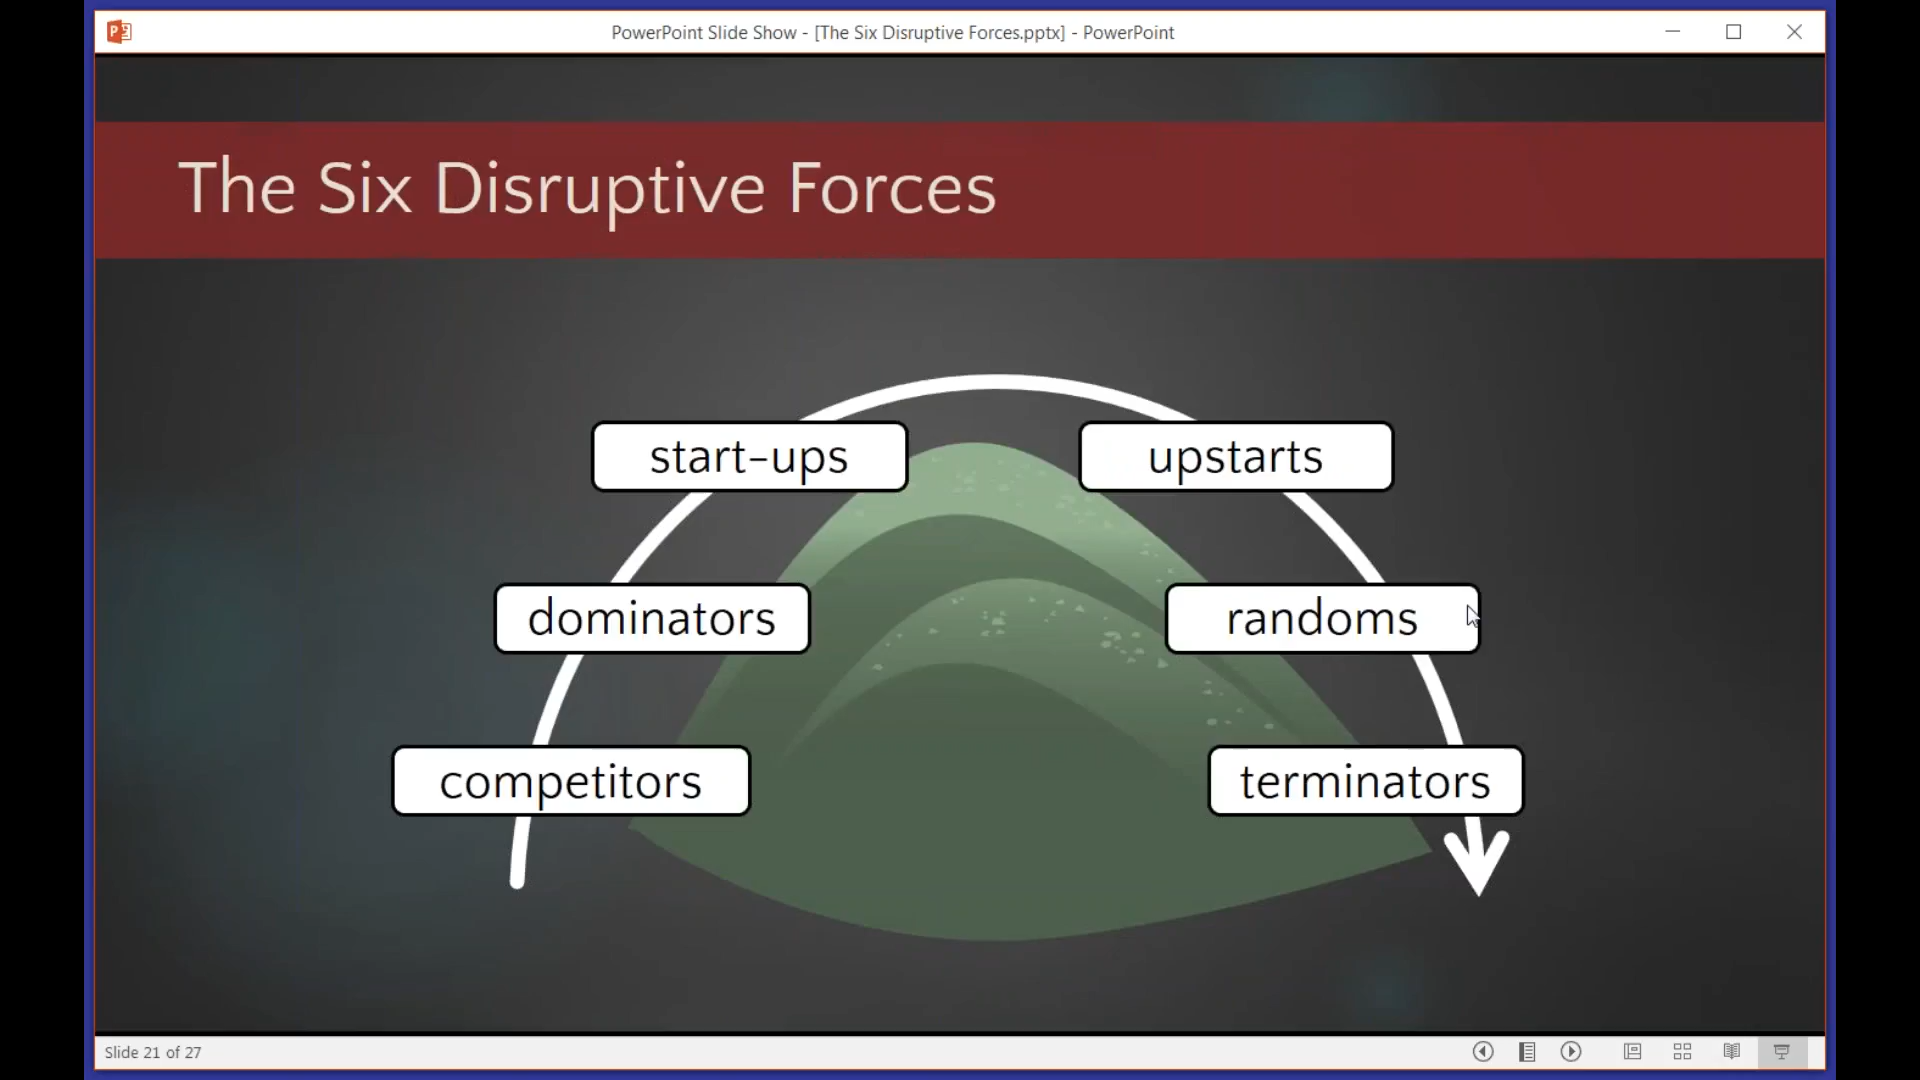 PowerPoint Slide Show - [The Six Disruptive Forces.pptx] - PowerPoint
The Six Disruptive Forces
start-ups
upstarts
dominators
randoms
competitors
terminators
Slide 21 of 27